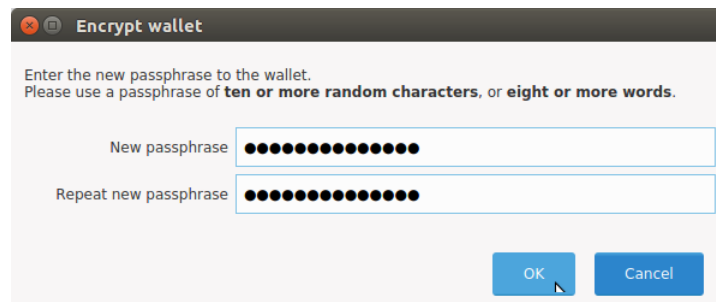 Encrypt wallet
Enter the new passphrase to the wallet.
Please use a passphrase of ten or more random characters, or eight or more words.
New passphrase ●●●●●●●●●●●●●●
Repeat new passphrase ●●●●●●●●●●●●●●
OK Cancel